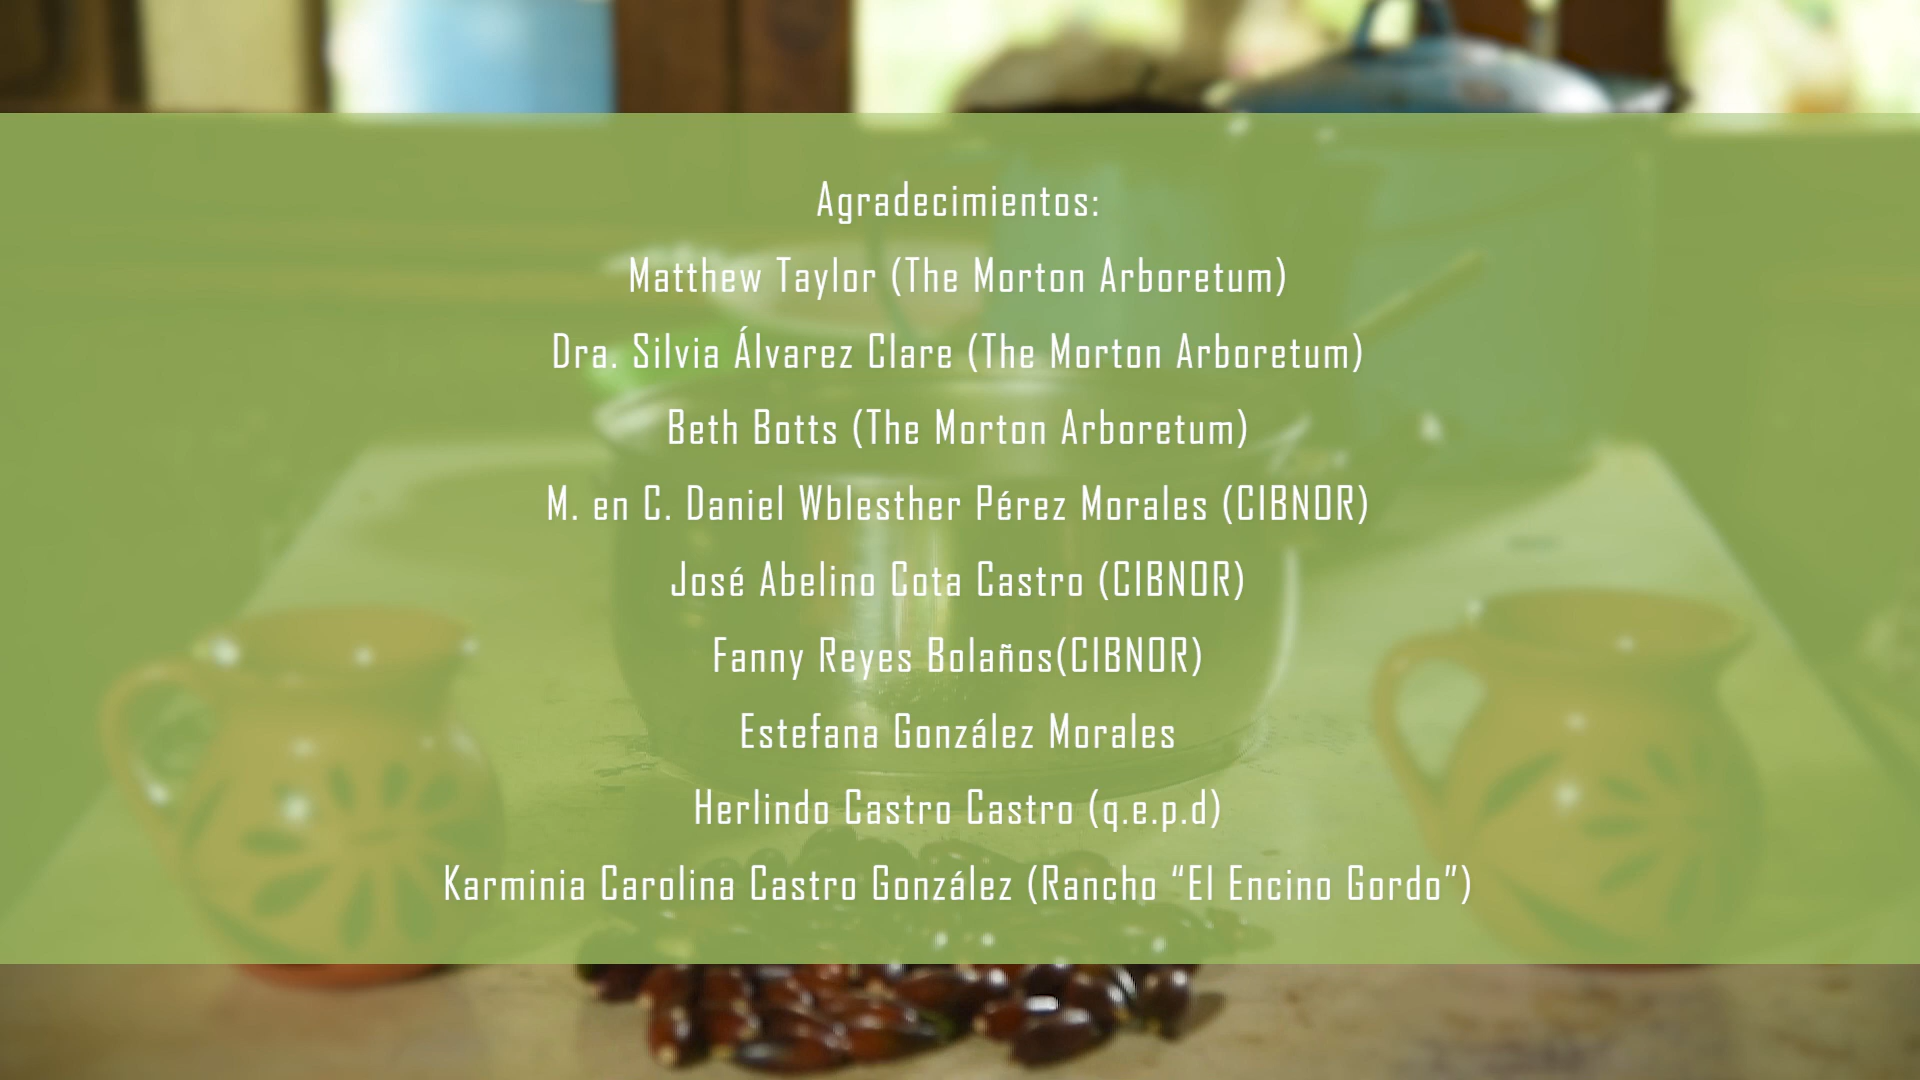 Agradecimientos:
Matthew Taylor (The Morton Arboretum)
Dra. Silvia Álvarez Clare (The Morton Arboretum)
Beth Botts (The Morton Arboretum)
M. en C. Daniel Wblesther Pérez Morales (CIBNOR)
José Abelino Cota Castro (CIBNOR)
Fanny Reyes Bolaños(CIBNOR)
Estefana González Morales
Herlindo Castro Castro (q.e.p.d)
Karminia Carolina Castro González (Rancho “El Encino Gordo”)